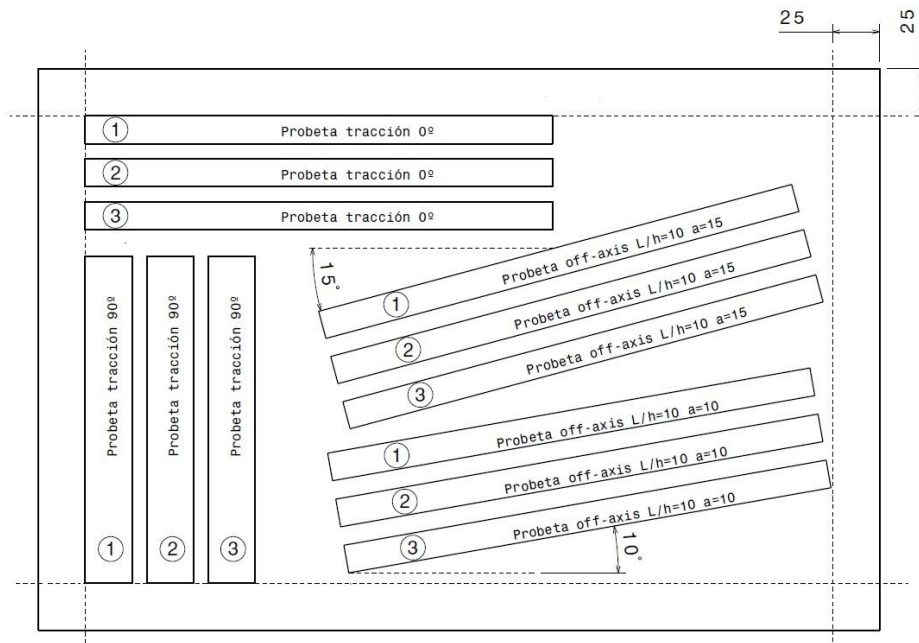 25
25
1 Probeta tracción 0º
2 Probeta tracción 0º
3 Probeta tracción 0º
15°
1 Probeta off-axis L/h=10 a=15
2 Probeta off-axis L/h=10 a=15
3 Probeta off-axis L/h=10 a=15
Probeta tracción 90º
Probeta tracción 90º
Probeta tracción 90º
1 Probeta off-axis L/h=10 a=10
2 Probeta off-axis L/h=10 a=10
3 Probeta off-axis L/h=10 a=10
10°
1
2
3